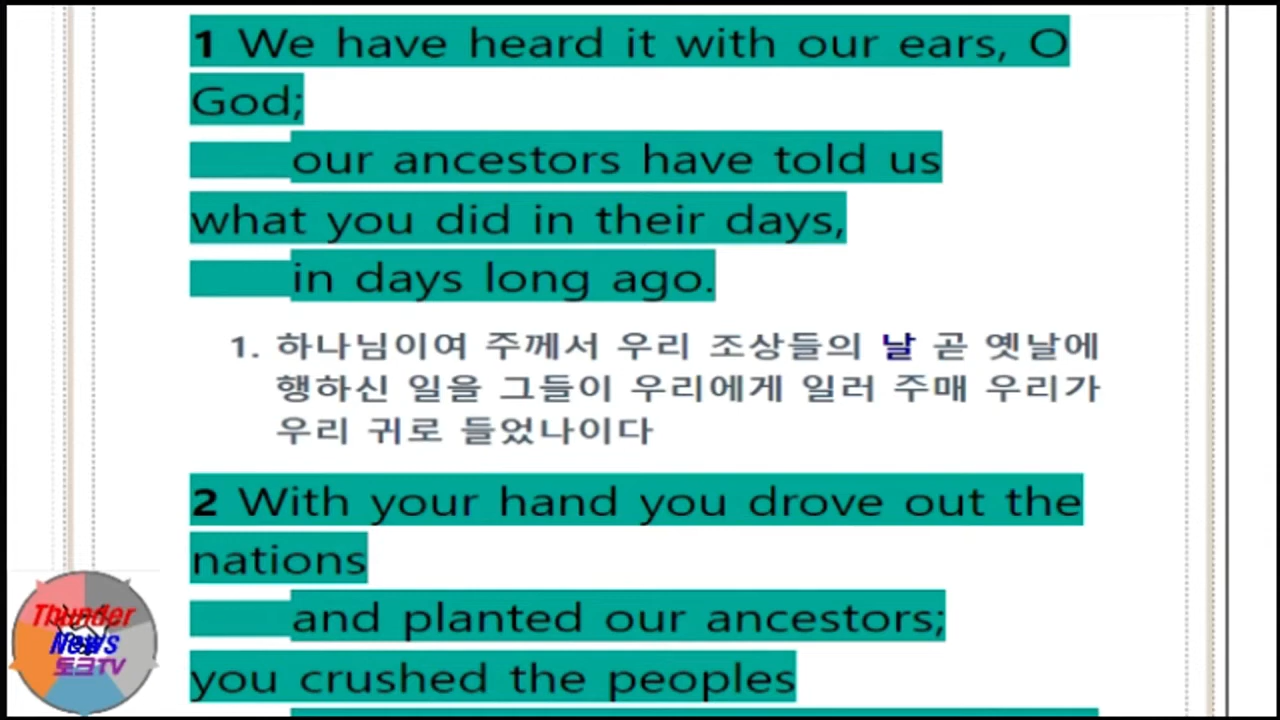 1 We have heard it with our ears, O
God;
our ancestors have told us
what you did in their days,
in days long ago.
1. 하나님이여 주께서 우리 조상들의 날 곧 옛날에
행하신 일을 그들이 우리에게 일러 주매 우리가
우리 귀로 들었나이다
2 With your hand you drove out the
nations
and planted our ancestors;
you crushed the peoples
Thunder
News
토크TV